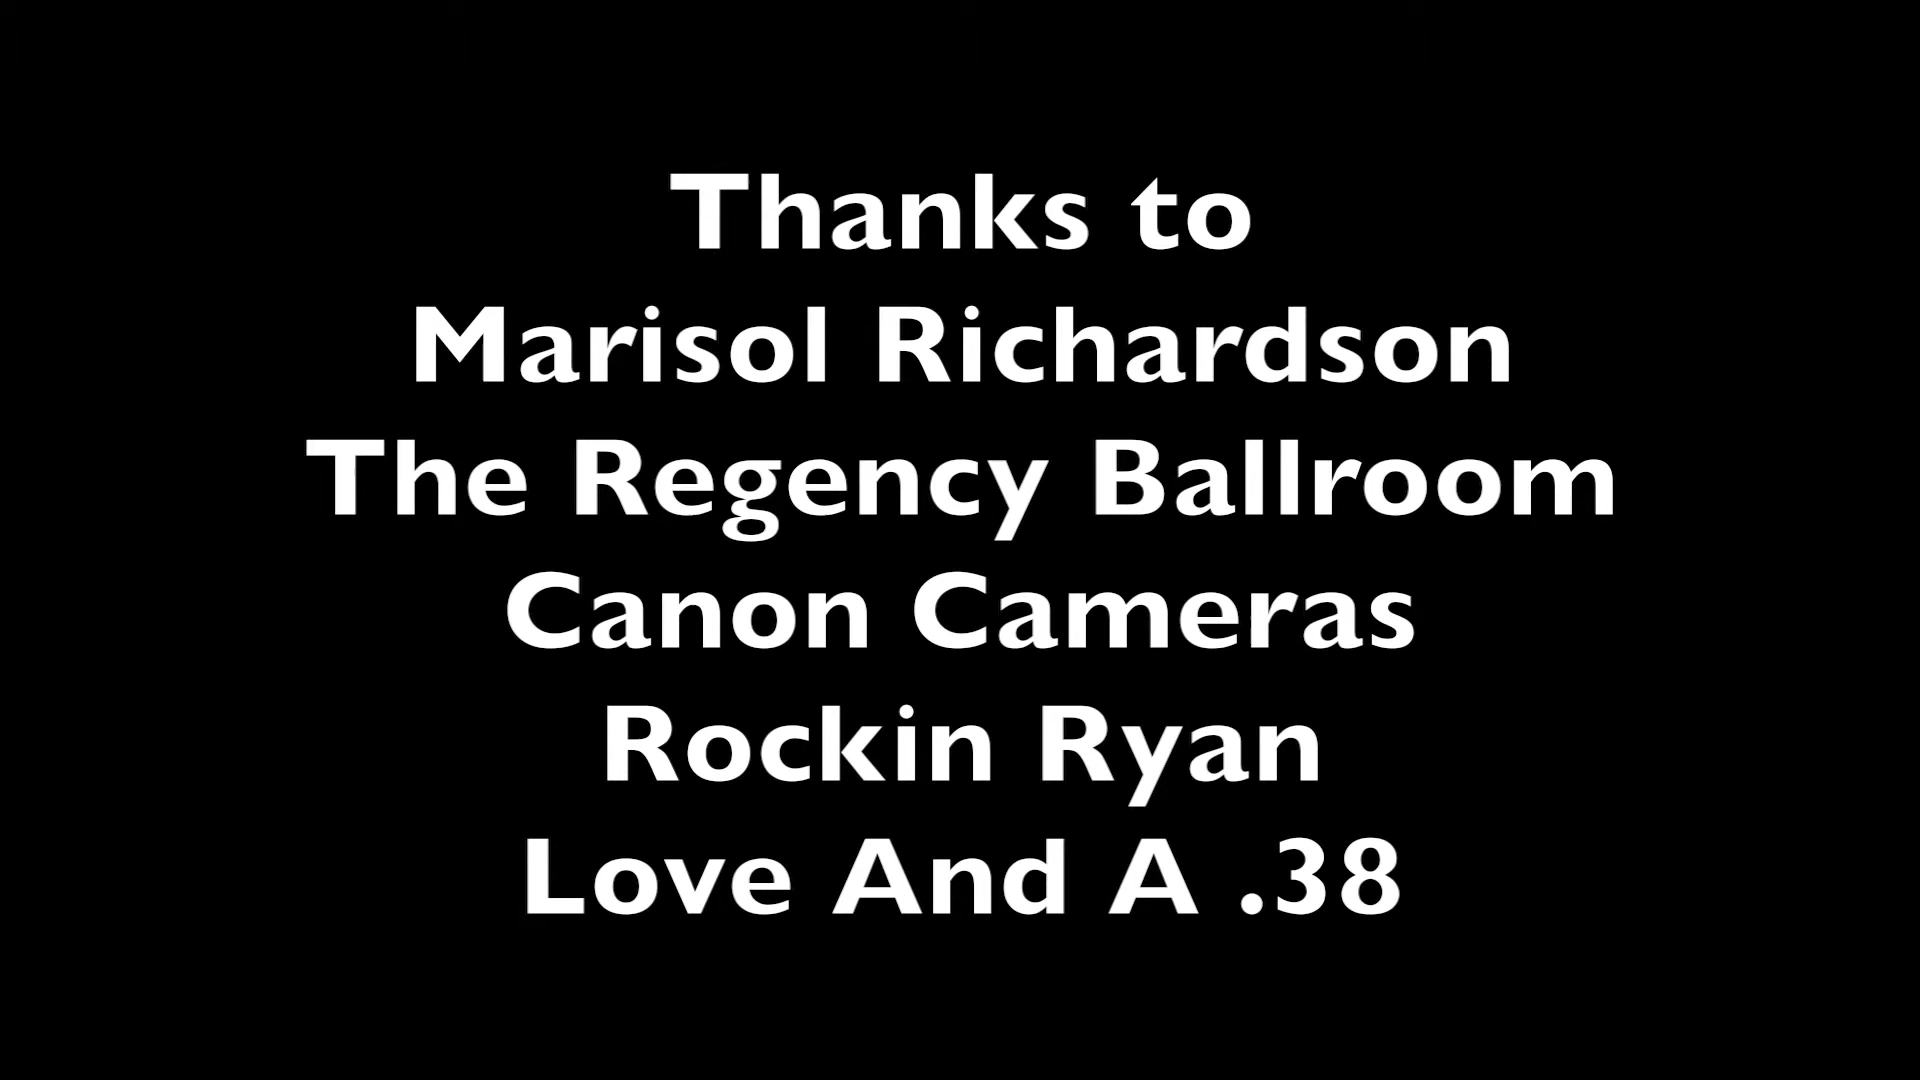 Thanks to
Marisol Richardson
The Regency Ballroom
Canon Cameras
Rockin Ryan
Love And A .38